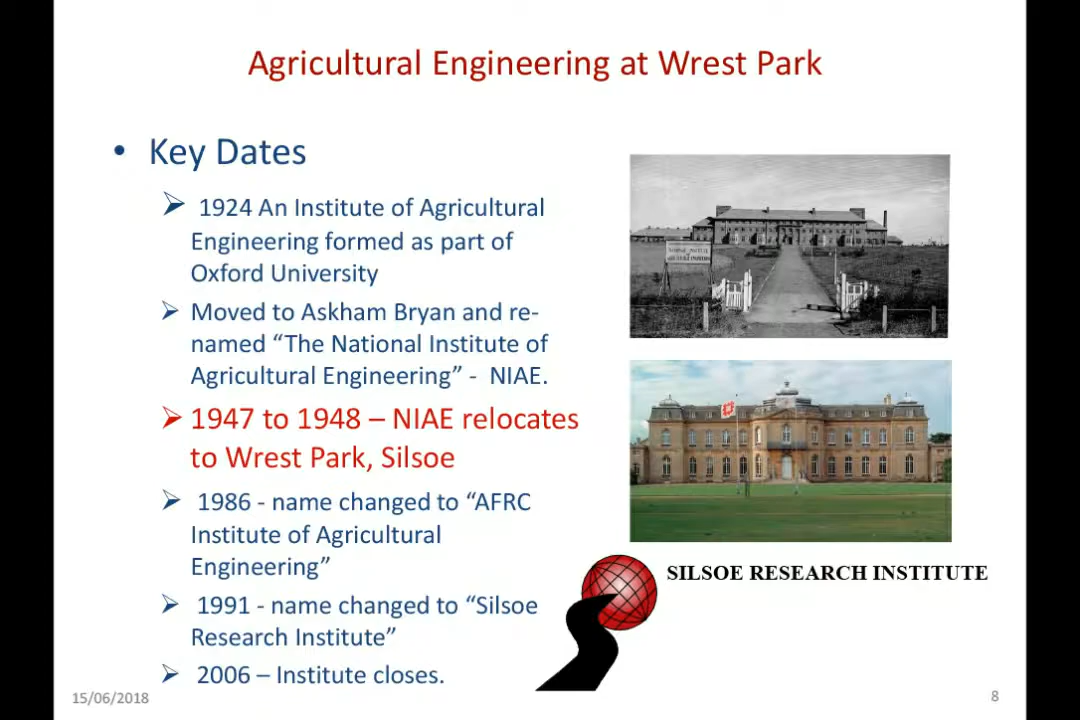 Agricultural Engineering at Wrest Park
• Key Dates
➢ 1924 An Institute of Agricultural
Engineering formed as part of
Oxford University
➢ Moved to Askham Bryan and re-
named “The National Institute of
Agricultural Engineering” - NIAE.
➢ 1947 to 1948 – NIAE relocates
to Wrest Park, Silsoe
➢ 1986 - name changed to “AFRC
Institute of Agricultural
Engineering”
➢ 1991 - name changed to “Silsoe
Research Institute”
➢ 2006 – Institute closes.
SILSOE RESEARCH INSTITUTE
15/06/2018
8